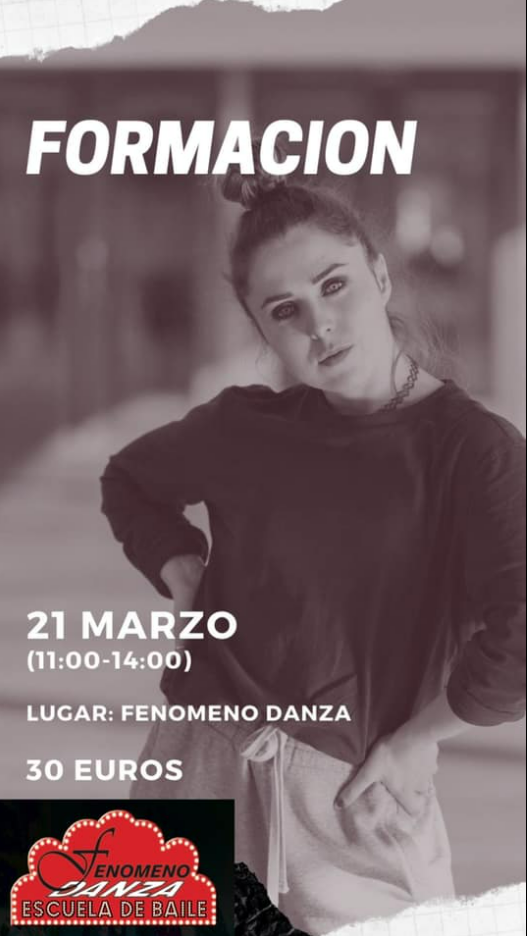 FORMACION
21 MARZO
(11:00-14:00)
LUGAR: FENOMENO DANZA
30 EUROS
FENOMENO
DANZA
ESCUELA DE BAILE